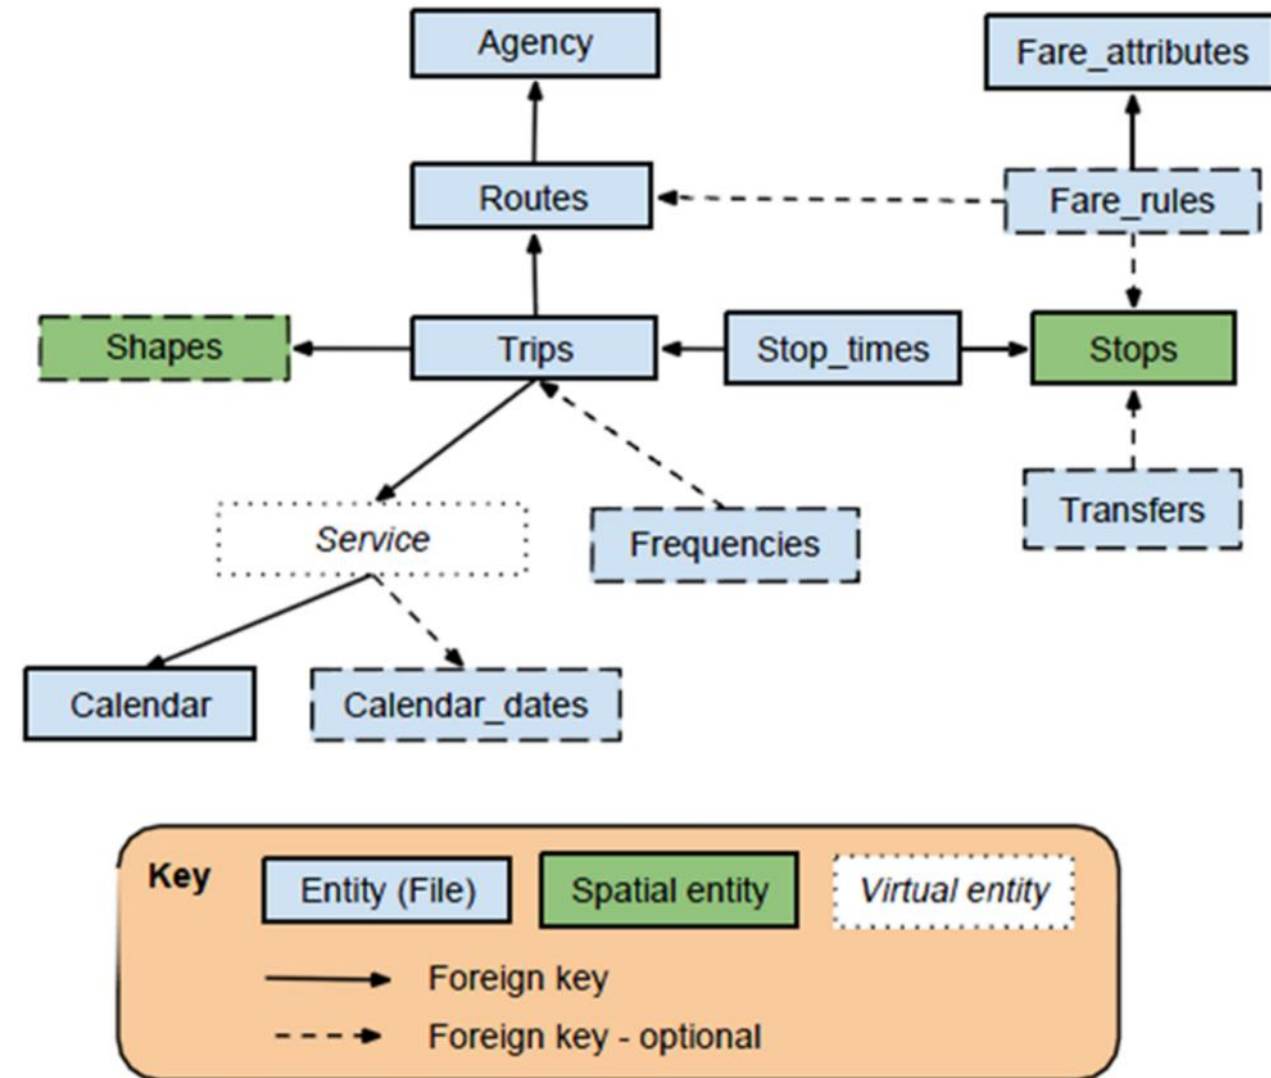 Agency
Fare_attributes
Routes
Fare_rules
Shapes
Trips
Stop_times
Stops
Service
Frequencies
Transfers
Calendar
Calendar_dates
Key
Entity (File)
Spatial entity
Virtual entity
Foreign key
Foreign key - optional